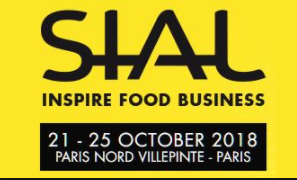 SIAL
INSPIRE FOOD BUSINESS
21 - 25 OCTOBER 2018
PARIS NORD VILLEPINTE - PARIS